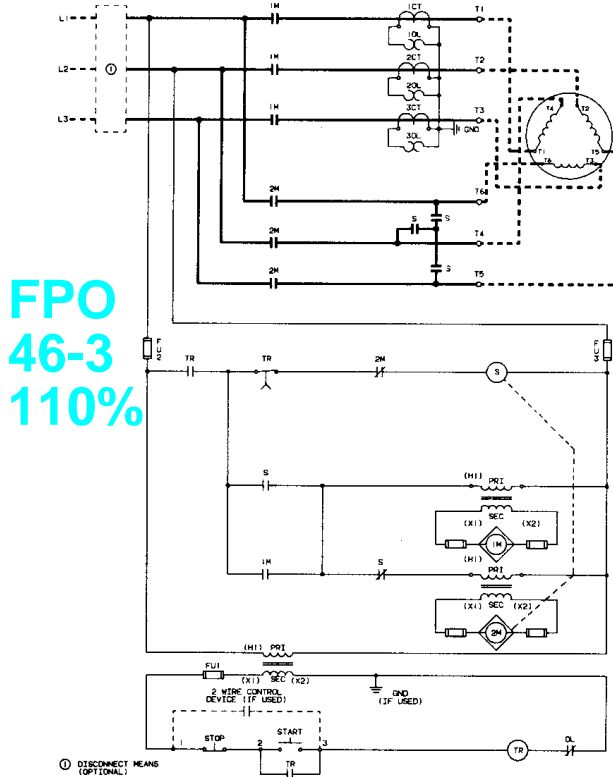 1M
1CT
T1
L1
1OL
1M
2CT
T2
L2
①
2OL
T4
T2
1M
3CT
T3
L3
GND
3OL
T1
T5
T6
T3
2M
T6
S
2M
S
T4
2M
S
T5
FPO
46-3
110%
FU2
TR
TR
2M
S
FU3
S
(H1)
PRI
SEC
(X1)
(X2)
1M
1M
S
(H1)
PRI
(X1)
SEC
(X2)
2M
(H1) PRI
FU1
(X1)
SEC (X2)
2 WIRE CONTROL
DEVICE (IF USED)
GND
(IF USED)
1
STOP
2
START
3
TR
TR
OL
① DISCONNECT MEANS
(OPTIONAL)